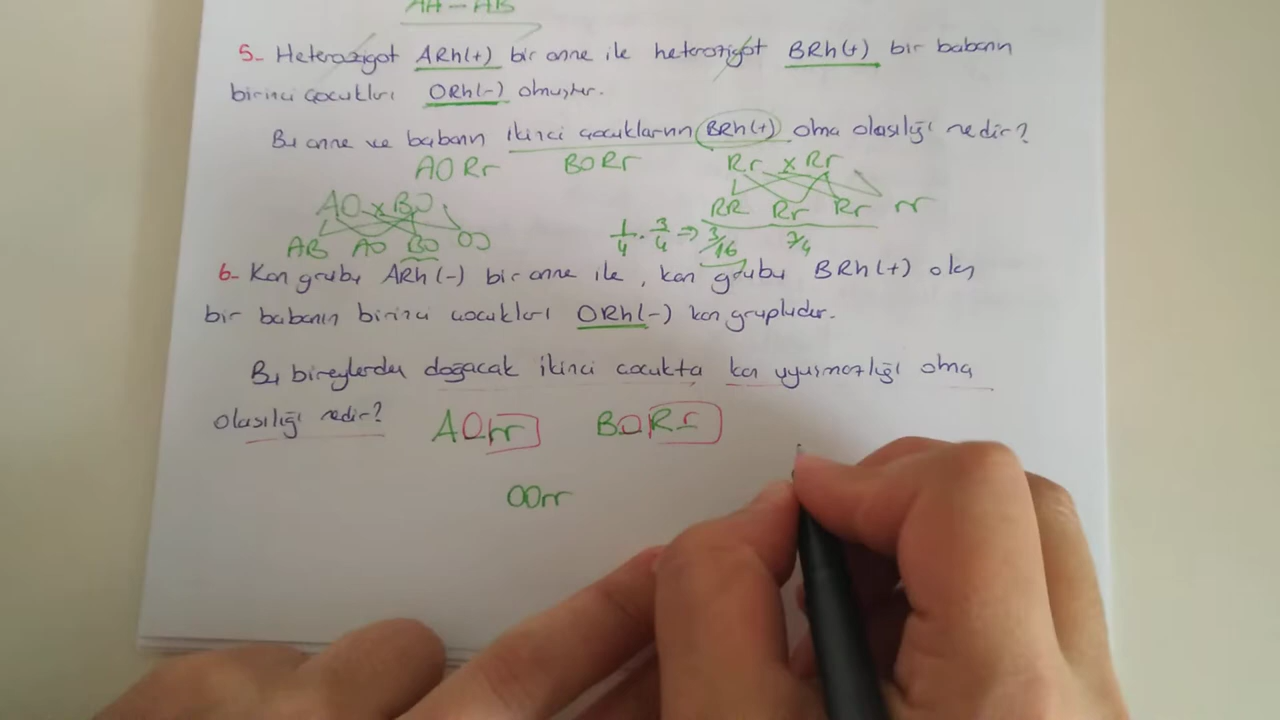 AA - AB
5- Heterozigot ARh(+) bir anne ile heterozigot BRh(+) bir babanın
birinci çocukları ORh(-) olmuştur.
Bu anne ve babanın ikinci çocuklarının BRh(+) olma olasılığı nedir?
AORr BORr Rr x Rr
AO x BO RR Rr Rr rr
AB AO BO OO 1/4 · 3/4 ⇒ 3/16 3/4
6- Kan grubu ARh(-) bir anne ile, kan grubu BRh(+) olan
bir babanın birinci çocukları ORh(-) kan grupludur.
Bu bireylerden doğacak ikinci çocukta kan uyuşmazlığı olma
olasılığı nedir? AOrr BORr
OOrr